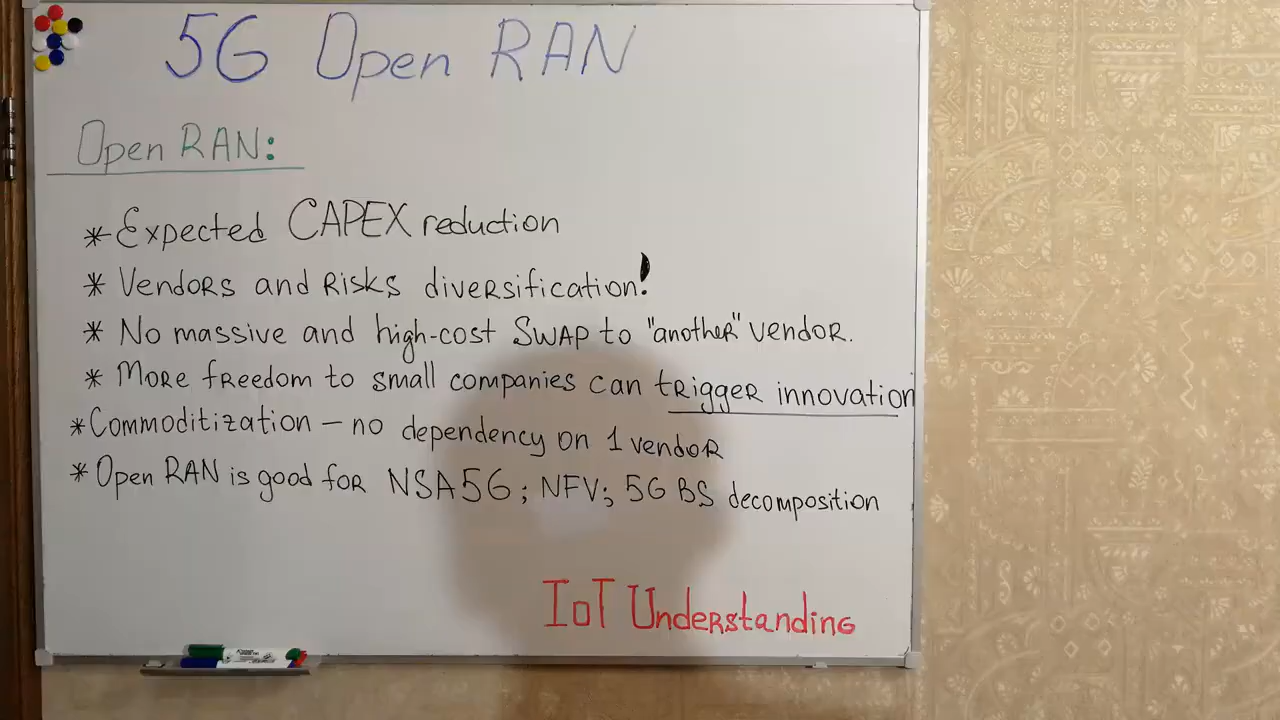 5G Open RAN
Open RAN:
* Expected CAPEX reduction
* Vendors and Risks diversification!
* No massive and high-cost SWAP to "another" vendor.
* More freedom to small companies can trigger innovation
* Commoditization – no dependency on 1 vendor
* Open RAN is good for NSA5G; NFV; 5G BS decomposition
IoT Understanding